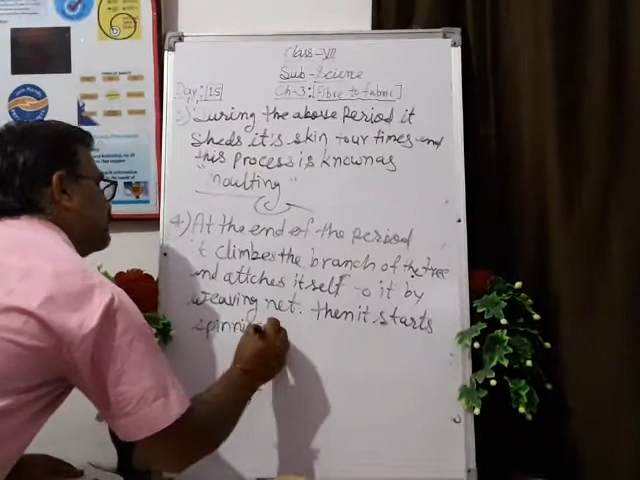 Class-VII
Sub-Science
Day:15 Ch-3:[Fibre to fabric]
3) During the above Period it
Sheds it's skin four times and
this Process is known as
"moulting"
4.) At the end of the period
it climbes the branch of the tree
and attches itself to it by
weaving net. then it starts
spinnin